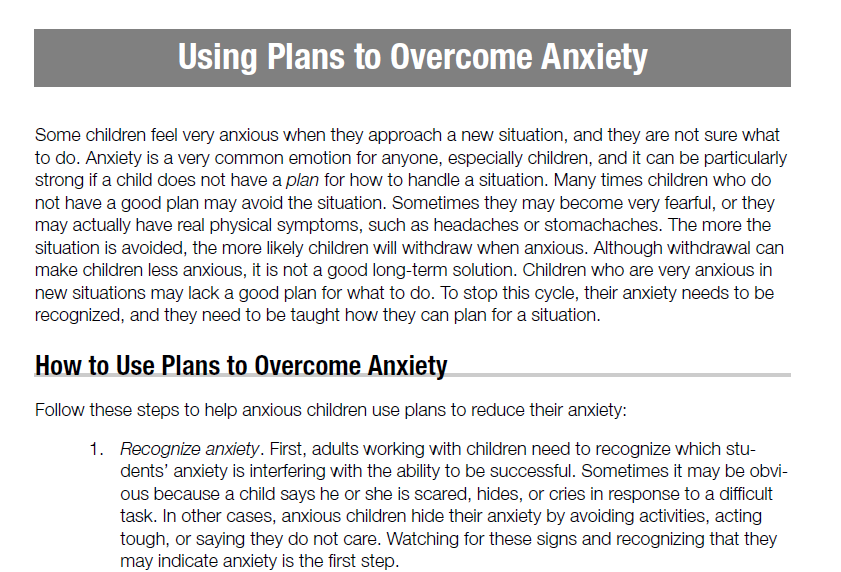 Using Plans to Overcome Anxiety
Some children feel very anxious when they approach a new situation, and they are not sure what
to do. Anxiety is a very common emotion for anyone, especially children, and it can be particularly
strong if a child does not have a plan for how to handle a situation. Many times children who do
not have a good plan may avoid the situation. Sometimes they may become very fearful, or they
may actually have real physical symptoms, such as headaches or stomachaches. The more the
situation is avoided, the more likely children will withdraw when anxious. Although withdrawal can
make children less anxious, it is not a good long-term solution. Children who are very anxious in
new situations may lack a good plan for what to do. To stop this cycle, their anxiety needs to be
recognized, and they need to be taught how they can plan for a situation.
How to Use Plans to Overcome Anxiety
Follow these steps to help anxious children use plans to reduce their anxiety:
1. Recognize anxiety. First, adults working with children need to recognize which stu-
dents’ anxiety is interfering with the ability to be successful. Sometimes it may be obvi-
ous because a child says he or she is scared, hides, or cries in response to a difficult
task. In other cases, anxious children hide their anxiety by avoiding activities, acting
tough, or saying they do not care. Watching for these signs and recognizing that they
may indicate anxiety is the first step.